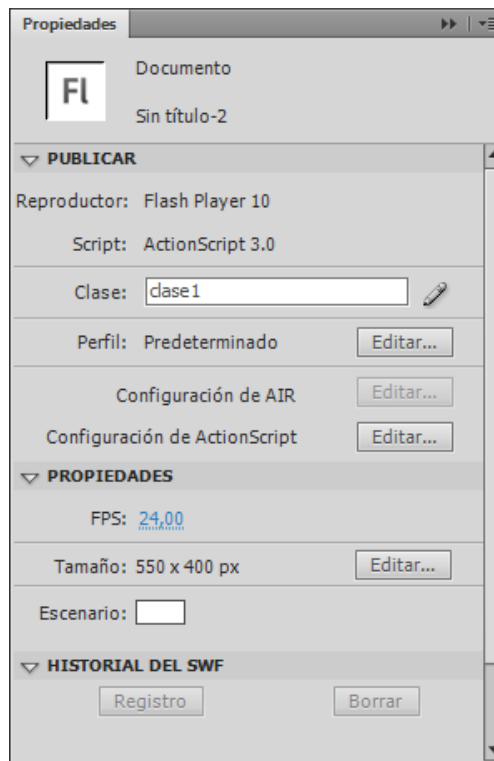 Propiedades
Fl
Documento
Sin título-2
PUBLICAR
Reproductor: Flash Player 10
Script: ActionScript 3.0
Clase: clase1
Perfil: Predeterminado Editar...
Configuración de AIR Editar...
Configuración de ActionScript Editar...
PROPIEDADES
FPS: 24,00
Tamaño: 550 x 400 px Editar...
Escenario:
HISTORIAL DEL SWF
Registro Borrar